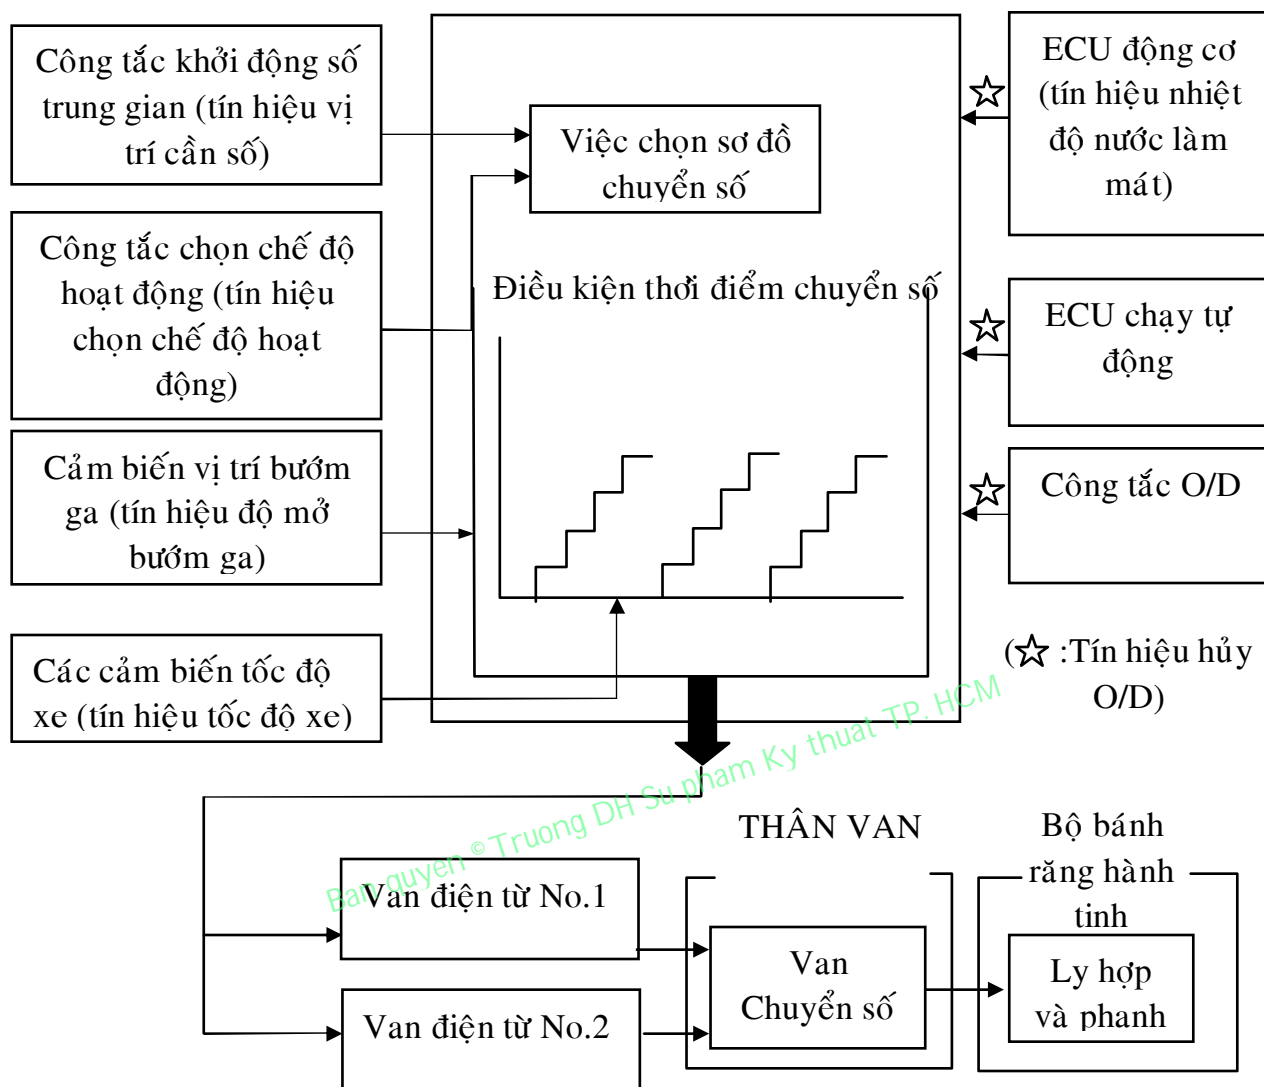 Công tắc khởi động số
trung gian (tín hiệu vị
trí cần số)
Công tắc chọn chế độ
hoạt động (tín hiệu
chọn chế độ hoạt
động)
Cảm biến vị trí bướm
ga (tín hiệu độ mở
bướm ga)
Các cảm biến tốc độ
xe (tín hiệu tốc độ xe)
Việc chọn sơ đồ
chuyển số
Điều kiện thơi điểm chuyển số
ECU động cơ
(tín hiệu nhiệt
độ nước làm
mát)
ECU chạy tự
động
Công tắc O/D
(☆ :Tín hiệu hủy
O/D)
Ban quyen © Truong DH Su pham Ky thuat TP. HCM
Van điện từ No.1
Van điện từ No.2
THÂN VAN
Van
Chuyển số
Bộ bánh
răng hành
tinh
Ly hợp
và phanh